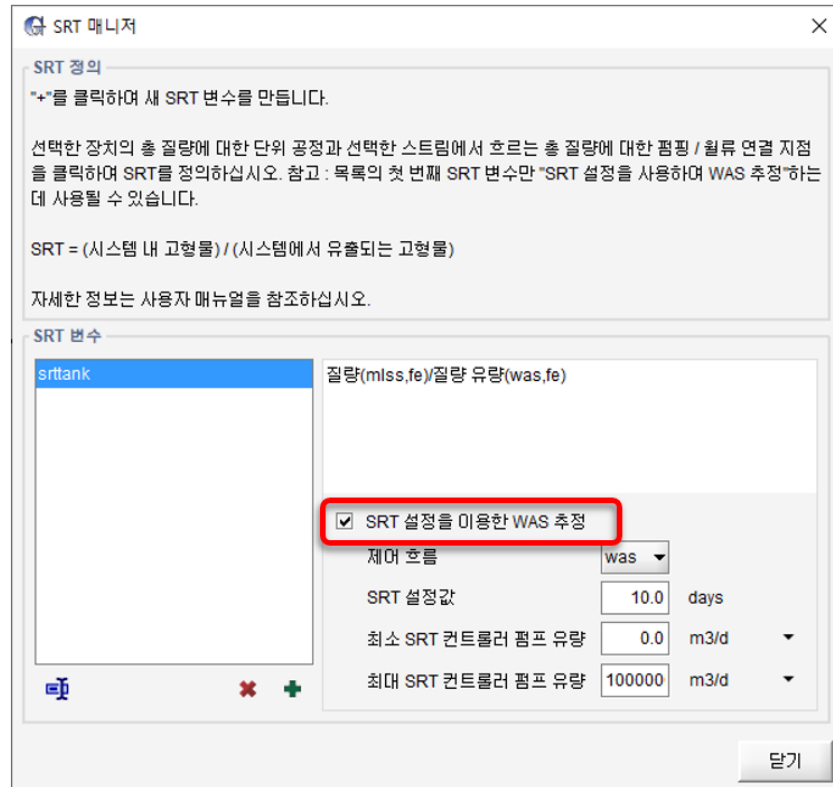 SRT 매니저
SRT 정의
"+"를 클릭하여 새 SRT 변수를 만듭니다.
선택한 장치의 총 질량에 대한 단위 공정과 선택한 스트림에서 흐르는 총 질량에 대한 펌핑 / 월류 연결 지점
을 클릭하여 SRT를 정의하십시오. 참고 : 목록의 첫 번째 SRT 변수만 "SRT 설정을 사용하여 WAS 추정"하는
데 사용될 수 있습니다.
SRT = (시스템 내 고형물) / (시스템에서 유출되는 고형물)
자세한 정보는 사용자 매뉴얼을 참조하십시오.
SRT 변수
srttank
질량(mlss,fe)/질량 유량(was,fe)
SRT 설정을 이용한 WAS 추정
제어 흐름 was
SRT 설정값 10.0 days
최소 SRT 컨트롤러 펌프 유량 0.0 m3/d
최대 SRT 컨트롤러 펌프 유량 100000 m3/d
닫기